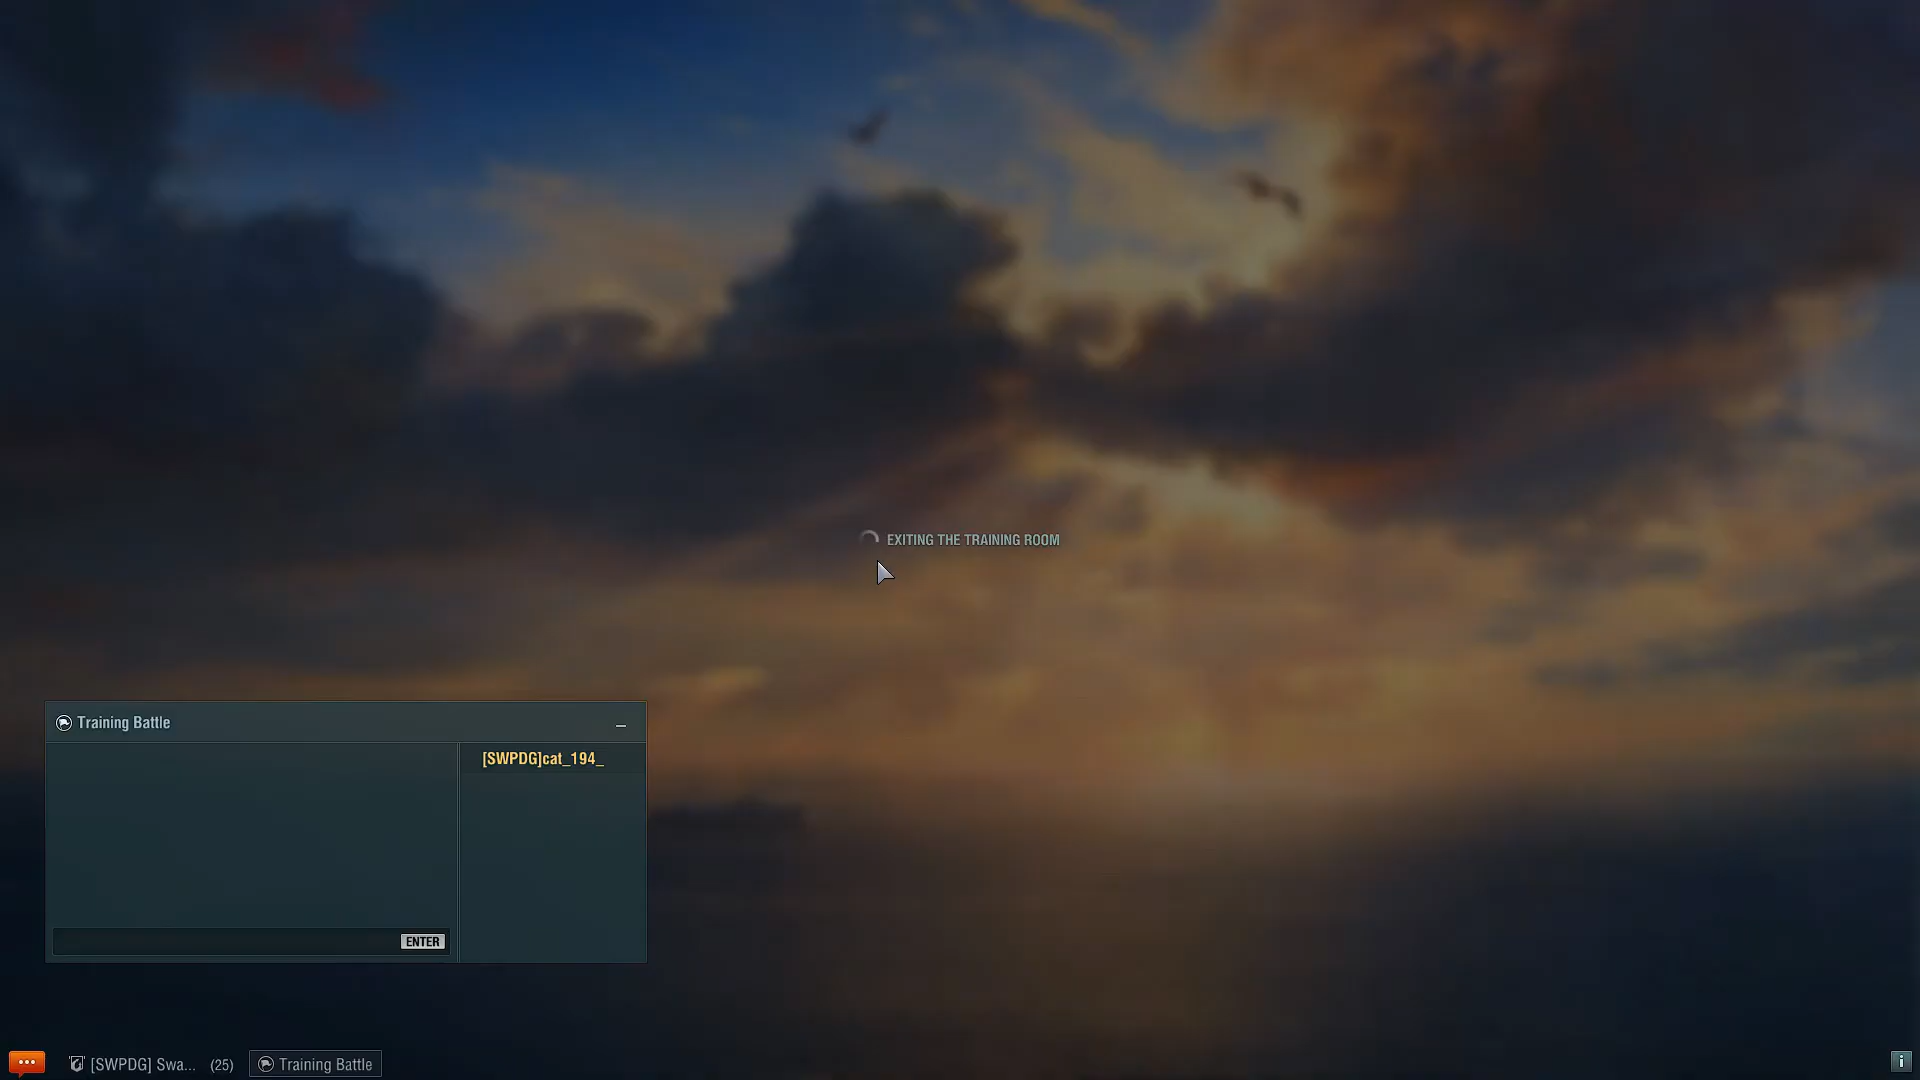 EXITING THE TRAINING ROOM
Training Battle
[SWPDG]cat_194_
ENTER
[SWPDG] Swa... (25) Training Battle
i